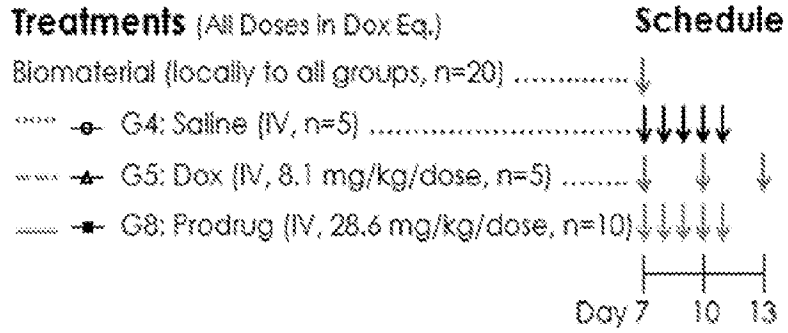 Treatments (All Doses in Dox Eq.) Schedule
Biomaterial (locally to all groups, n=20)
G4: Saline (IV, n=5)
G5: Dox (IV, 8.1 mg/kg/dose, n=5)
G8: Prodrug (IV, 28.6 mg/kg/dose, n=10)
Day 7 10 13